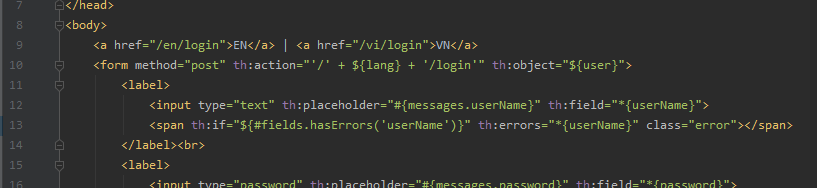 7 </head>
8 <body>
9 <a href="/en/login">EN</a> | <a href="/vi/login">VN</a>
10 <form method="post" th:action="'/' + ${lang} + '/login'" th:object="${user}">
11 <label>
12 <input type="text" th:placeholder="#{messages.userName}" th:field="*{userName}">
13 <span th:if="${#fields.hasErrors('userName')}" th:errors="*{userName}" class="error"></span>
14 </label><br>
15 <label>
16 <input type="password" th:placeholder="#{messages.password}" th:field="*{password}">